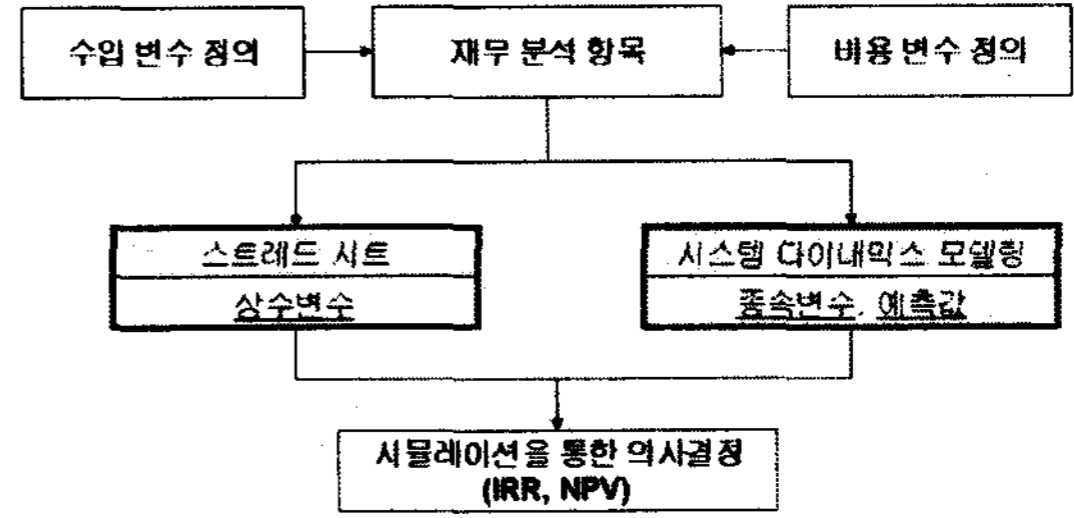 수입 변수 정의
재무 분석 항목
비용 변수 정의
스트레드 시트
시스템 다이내믹스 모델링
상수변수
종속변수, 예측값
시뮬레이션을 통한 의사결정
(IRR, NPV)